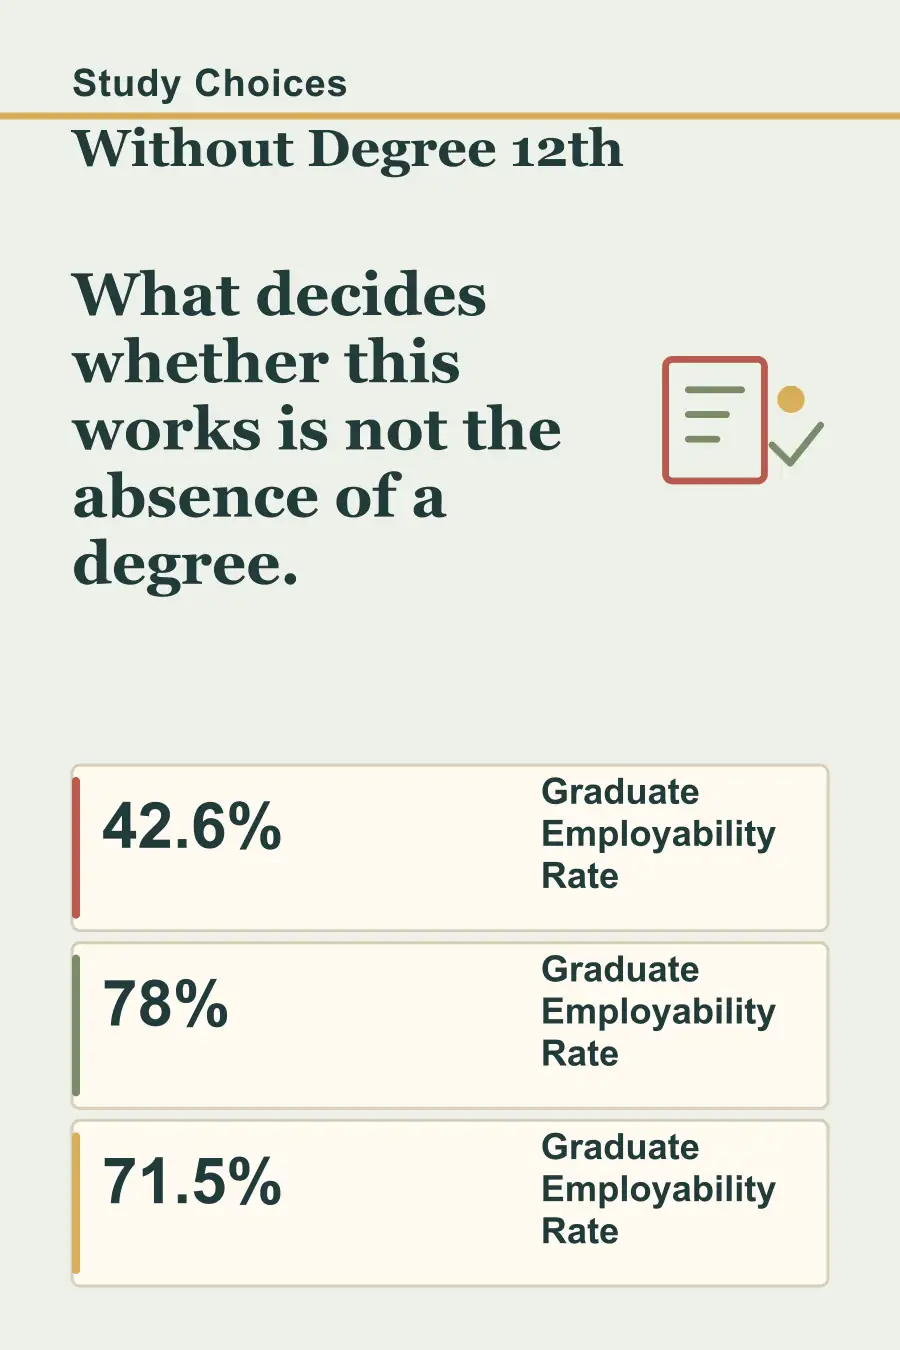 Study Choices
Without Degree 12th
What decides
whether this
works is not the
absence of a
degree.
42.6%
Graduate
Employability
Rate
78%
Graduate
Employability
Rate
71.5%
Graduate
Employability
Rate